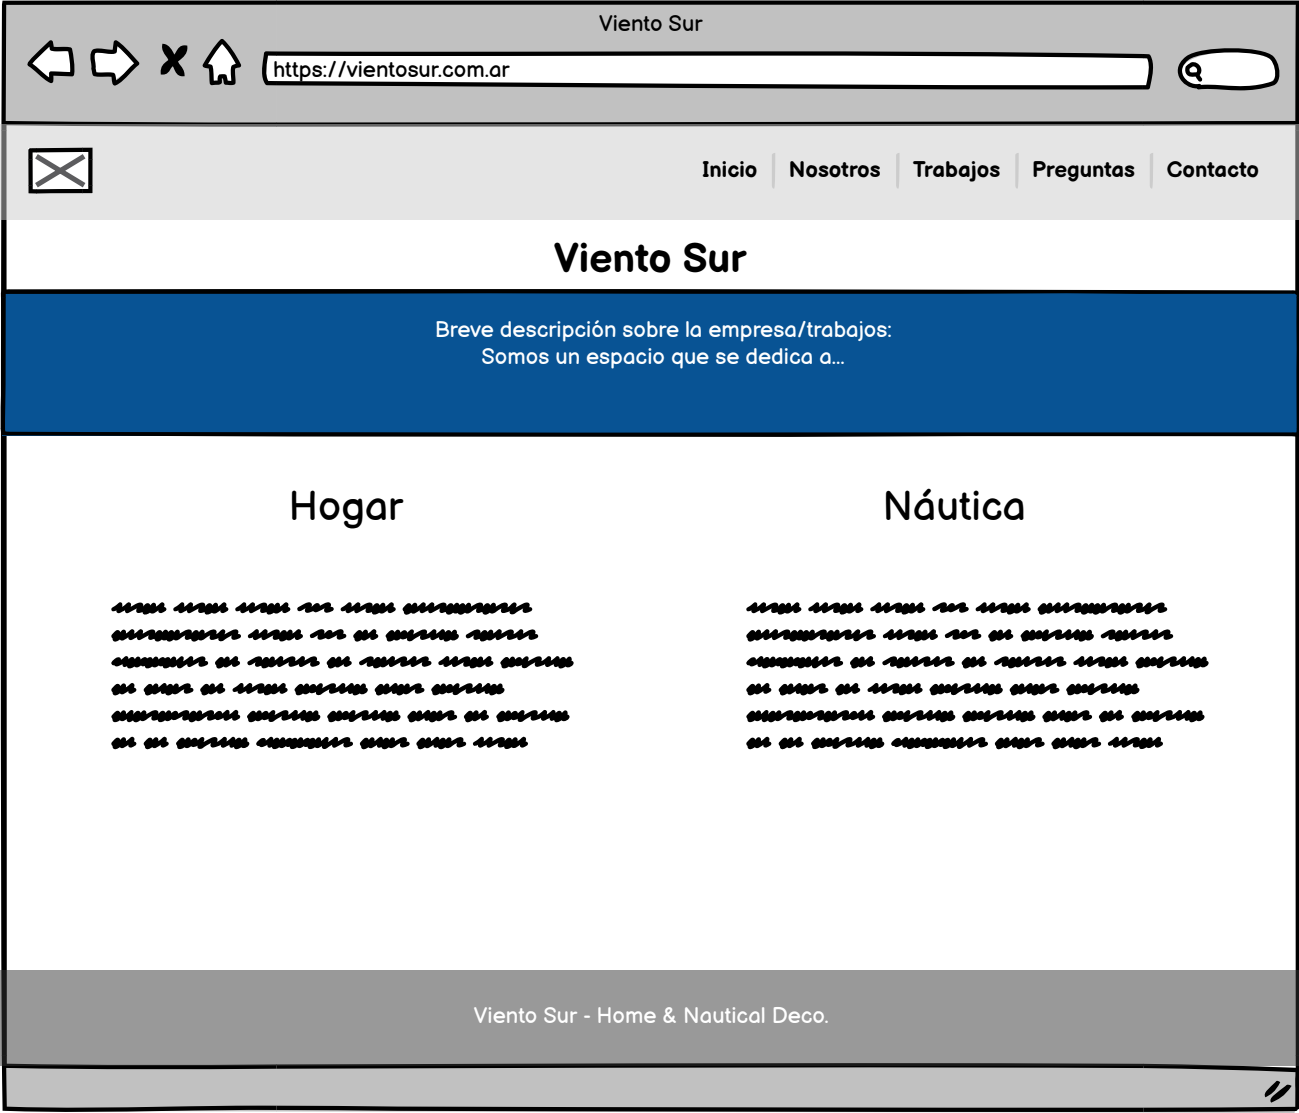 Viento Sur
https://vientosur.com.ar
Inicio
Nosotros
Trabajos
Preguntas
Contacto
Viento Sur
Breve descripción sobre la empresa/trabajos:
Somos un espacio que se dedica a...
Hogar
Náutica
Viento Sur - Home & Nautical Deco.